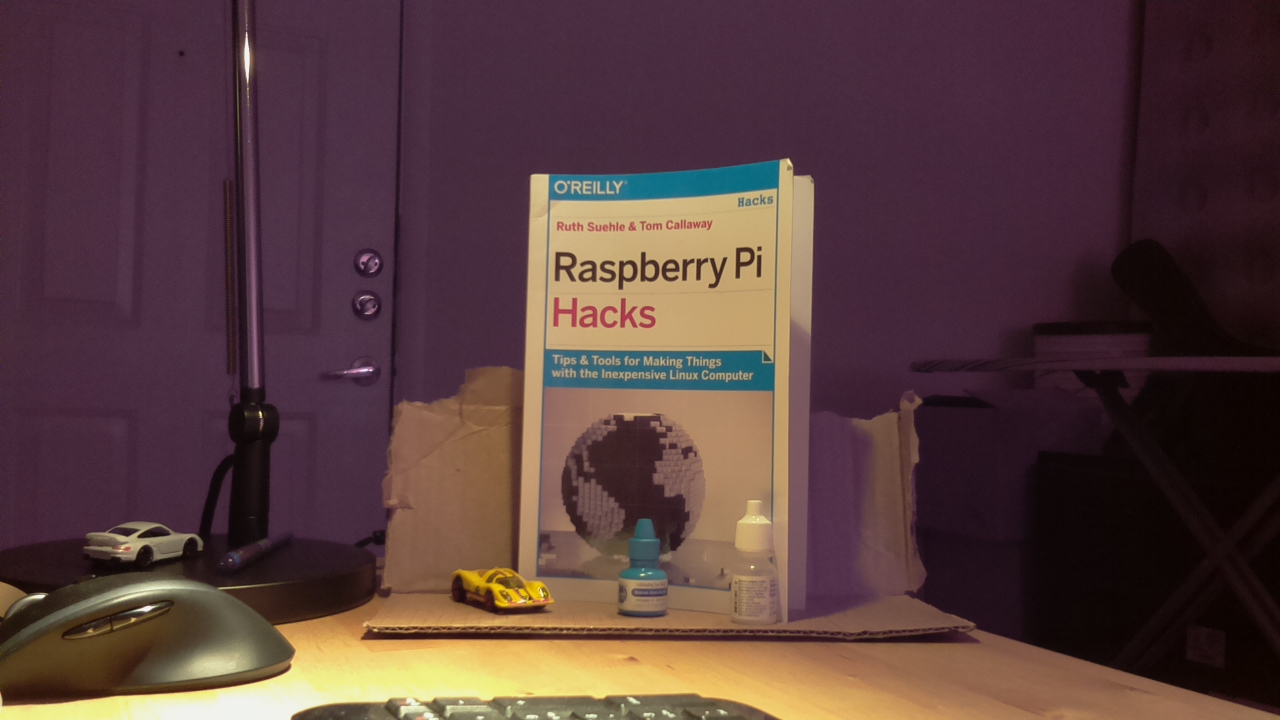 O'REILLY®
Hacks
Ruth Suehle & Tom Callaway
Raspberry Pi
Hacks
Tips & Tools for Making Things
with the Inexpensive Linux Computer